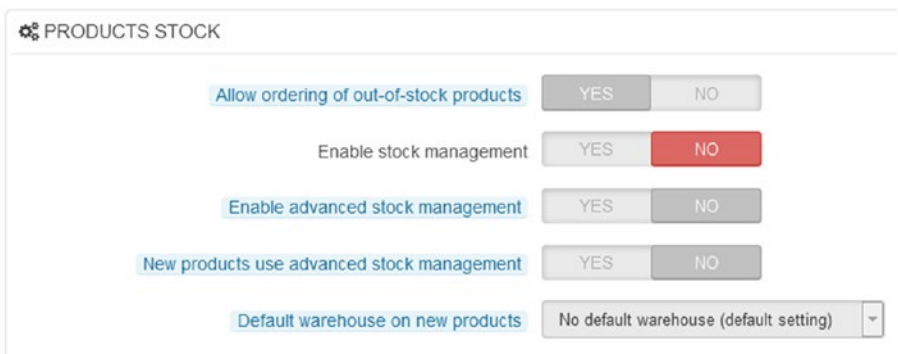 PRODUCTS STOCK
Allow ordering of out-of-stock products YES NO
Enable stock management YES NO
Enable advanced stock management YES NO
New products use advanced stock management YES NO
Default warehouse on new products No default warehouse (default setting)